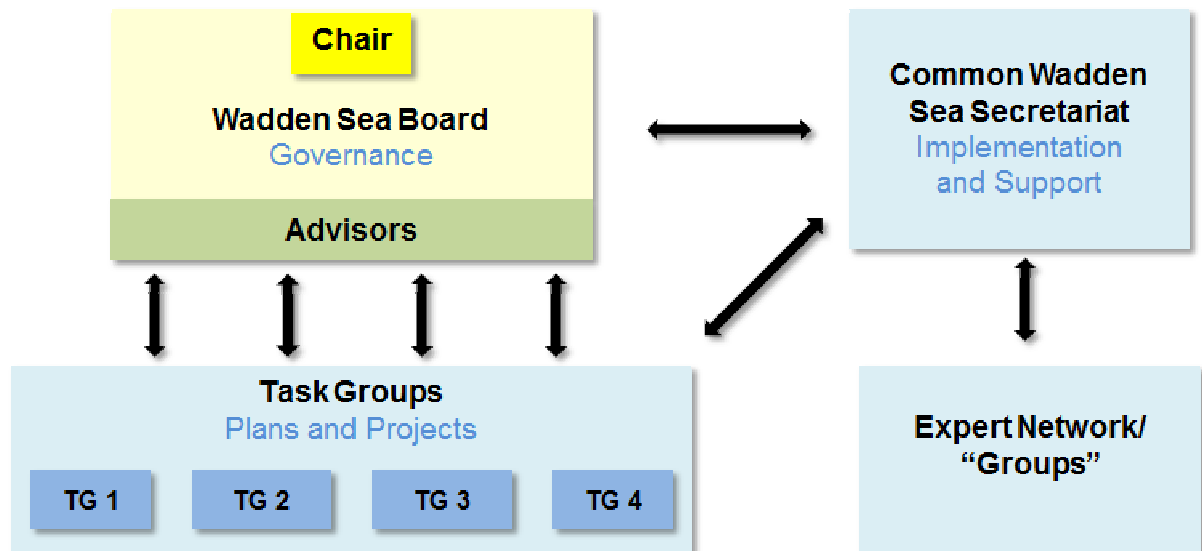 Chair
Wadden Sea Board
Governance
Advisors
Common Wadden
Sea Secretariat
Implementation
and Support
Task Groups
Plans and Projects
TG 1
TG 2
TG 3
TG 4
Expert Network/
“Groups”